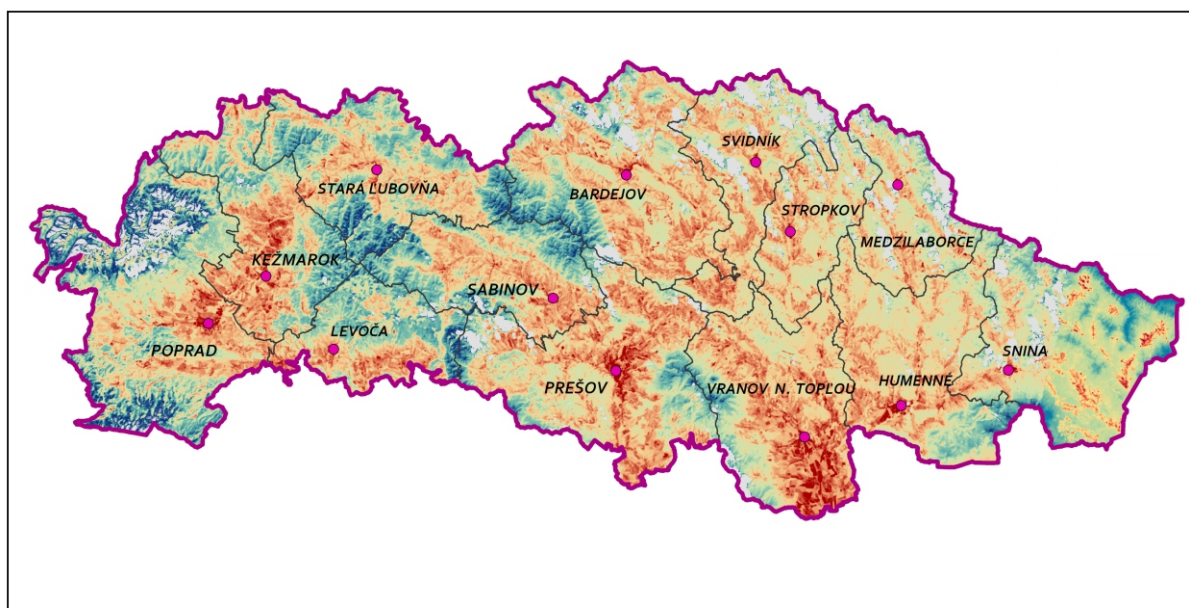 SVIDNÍK
STARÁ ĽUBOVŇA
BARDEJOV
STROPKOV
MEDZILABORCE
KEŽMAROK
SABINOV
LEVOČA
POPRAD
SNINA
PREŠOV
VRANOV N. TOPĽOU
HUMENNÉ